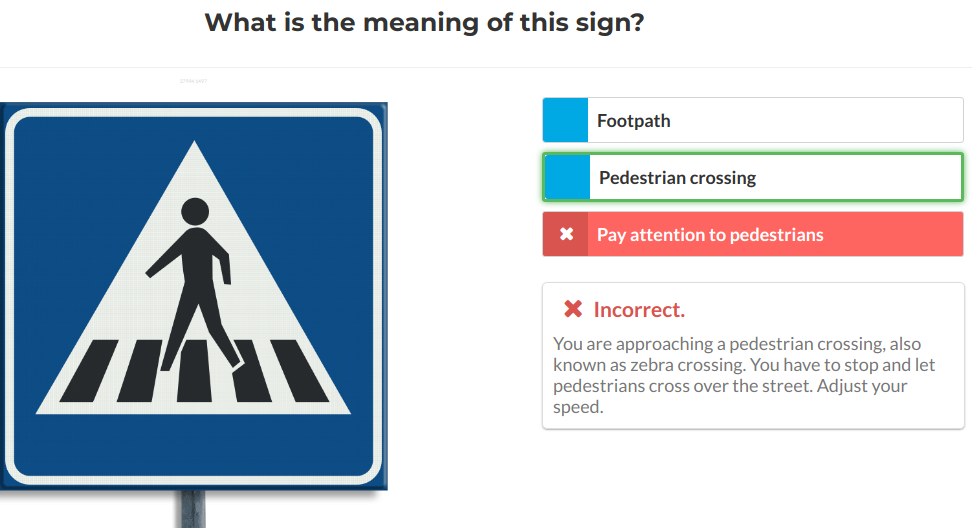 What is the meaning of this sign?
Footpath
Pedestrian crossing
Pay attention to pedestrians
Incorrect.
You are approaching a pedestrian crossing, also
known as zebra crossing. You have to stop and let
pedestrians cross over the street. Adjust your
speed.